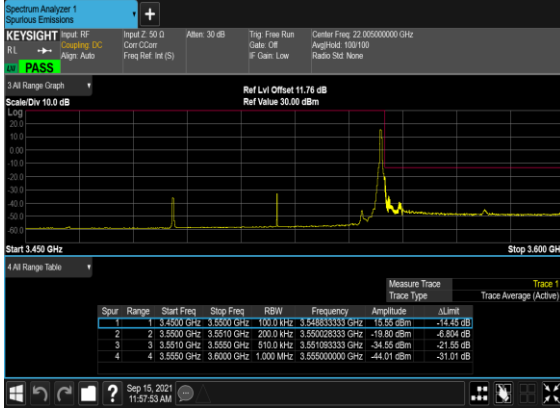 Spectrum Analyzer 1
Spurious Emissions
+
KEYSIGHT Input: RF Input Z: 50 Ω Atten: 30 dB Trig: Free Run Center Freq: 22.005000000 GHz
RL Coupling: DC Corr CCorr Gate: Off Avg|Hold: 100/100
Align: Auto Freq Ref: Int (S) IF Gain: Low Radio Std: None
PASS
3 All Range Graph
Ref Lvl Offset 11.76 dB
Scale/Div 10.0 dB Ref Value 30.00 dBm
Log
20.0
10.0
0.00
-10.0
-20.0
-30.0
-40.0
-50.0
-60.0
Start 3.450 GHz Stop 3.600 GH
4 All Range Table
Measure Trace Trace 1
Trace Type Trace Average (Active)
Spur Range Start Freq Stop Freq RBW Frequency Amplitude ΔLimit
1 1 3.4500 GHz 3.5500 GHz 100.0 kHz 3.548833333 GHz 15.55 dBm -14.45 dB
2 2 3.5500 GHz 3.5510 GHz 200.0 kHz 3.550028333 GHz -19.80 dBm -6.804 dB
3 3 3.5510 GHz 3.5550 GHz 510.0 kHz 3.551093333 GHz -34.55 dBm -21.55 dB
4 4 3.5550 GHz 3.6000 GHz 1.000 MHz 3.555000000 GHz -44.01 dBm -31.01 dB
? Sep 15, 2021
11:57:53 AM